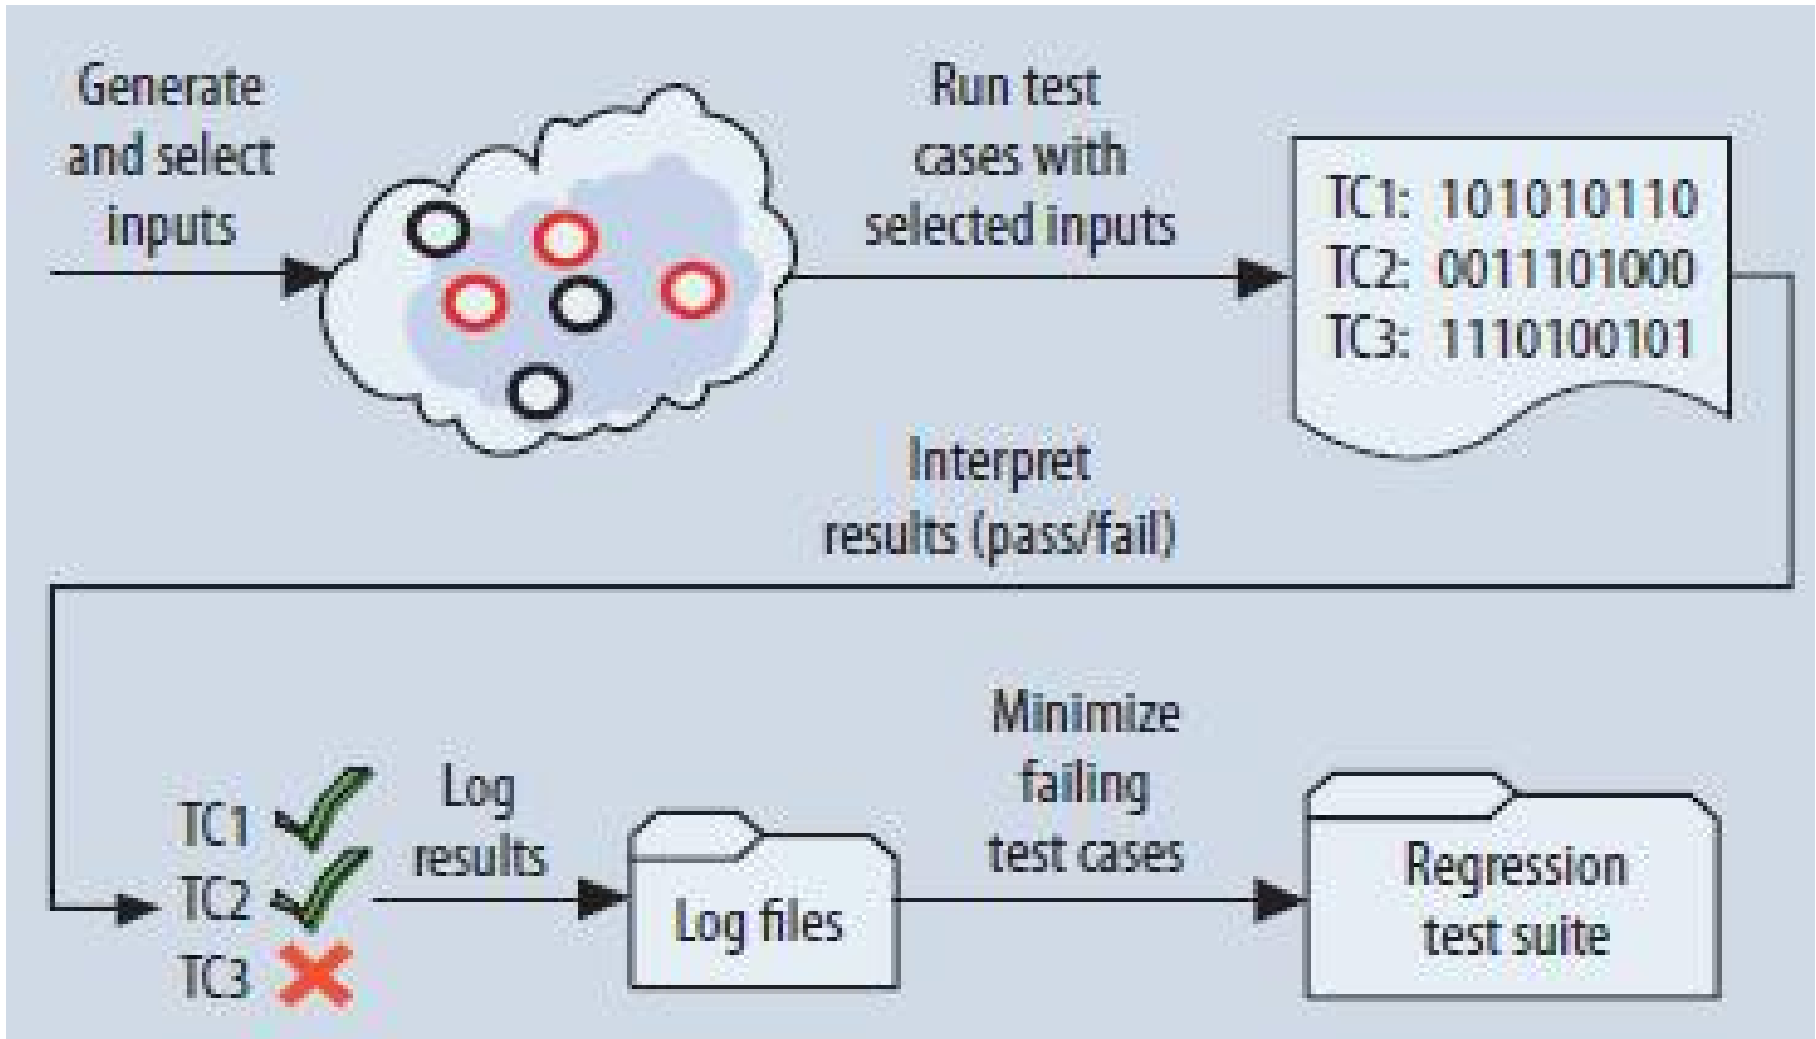 Generate
and select
inputs
Run test
cases with
selected inputs
TC1: 101010110
TC2: 0011101000
TC3: 1110100101
Interpret
results (pass/fail)
TC1
TC2
TC3
Log
results
Log files
Minimize
failing
test cases
Regression
test suite